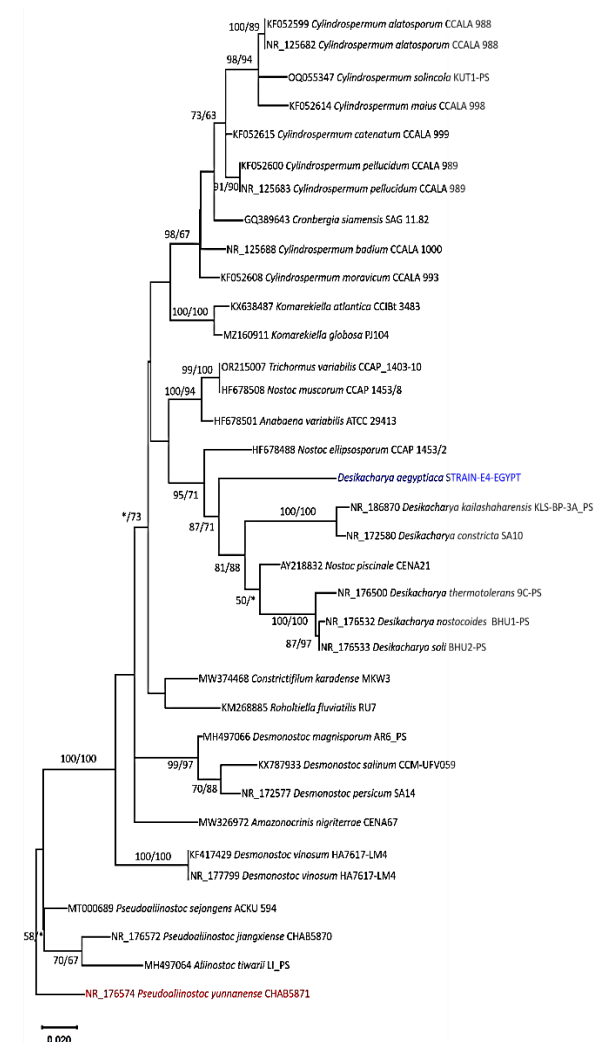 100/89
KF052599 Cylindrospermum alatosporum CCALA 988
NR_125682 Cylindrospermum alatosporum CCALA 988
98/94
OQ055347 Cylindrospermum solincola KUT1-PS
KF052614 Cylindrospermum maius CCALA 998
73/63
KF052615 Cylindrospermum catenatum CCALA 999
KF052600 Cylindrospermum pellucidum CCALA 989
91/90
NR_125683 Cylindrospermum pellucidum CCALA 989
GQ389643 Cronbergia siamensis SAG 11.82
98/67
NR_125688 Cylindrospermum badium CCALA 1000
KF052608 Cylindrospermum moravicum CCALA 993
KX638487 Komarekiella atlantica CCIBt 3483
100/100
MZ160911 Komarekiella globosa PJ104
99/100
OR215007 Trichormus variabilis CCAP_1403-10
100/94
HF678508 Nostoc muscorum CCAP 1453/8
HF678501 Anabaena variabilis ATCC 29413
HF678488 Nostoc ellipsosporum CCAP 1453/2
Desikacharya aegyptiaca STRAIN-E4-EGYPT
95/71
100/100
NR_186870 Desikacharya kailashaharensis KLS-BP-3A_PS
*/73
87/71
NR_172580 Desikacharya constricta SA10
81/88
AY218832 Nostoc piscinale CENA21
NR_176500 Desikacharya thermotolerans 9C-PS
50/*
100/100
NR_176532 Desikacharya nostocoides BHU1-PS
87/97
NR_176533 Desikacharya soli BHU2-PS
MW374468 Constrictifilum karadense MKW3
KM268885 Roholtiella fluviatilis RU7
MH497066 Desmonostoc magnisporum AR6_PS
100/100
99/97
KX787933 Desmonostoc salinum CCM-UFV059
70/88
NR_172577 Desmonostoc persicum SA14
MW326972 Amazonocrinis nigriterrae CENA67
100/100
KF417429 Desmonostoc vinosum HA7617-LM4
NR_177799 Desmonostoc vinosum HA7617-LM4
MT000689 Pseudoaliinostoc sejongens ACKU 594
58/*
NR_176572 Pseudoaliinostoc jiangxiense CHAB5870
70/67
MH497064 Aliinostoc tiwarii LI_PS
NR_176574 Pseudoaliinostoc yunnanense CHAB5871
0.020